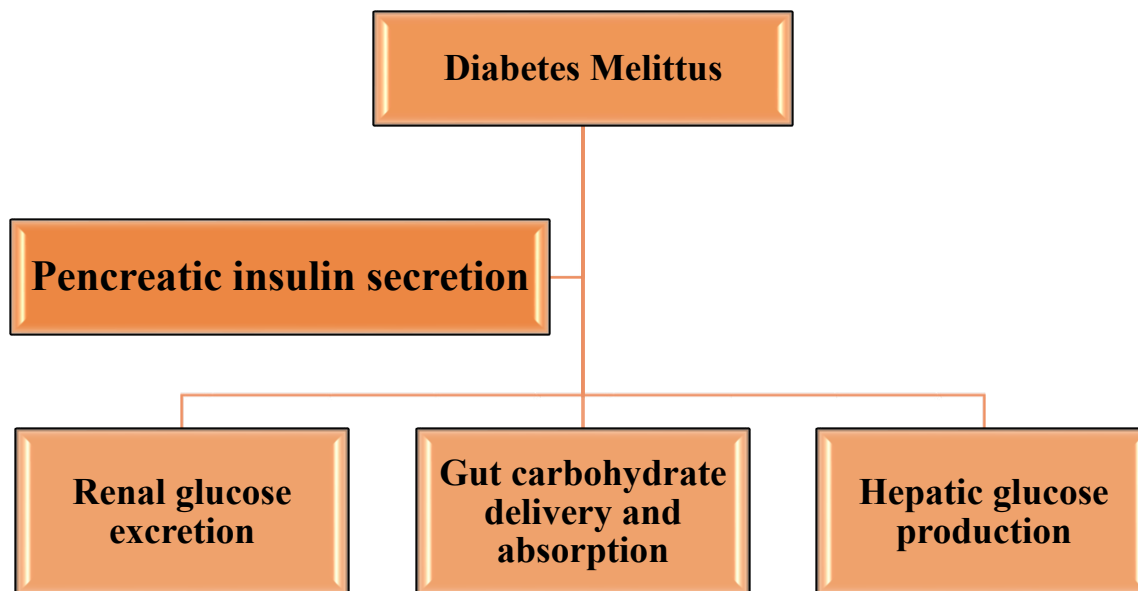 Diabetes Melittus
Pencreatic insulin secretion
Renal glucose
excretion
Gut carbohydrate
delivery and
absorption
Hepatic glucose
production